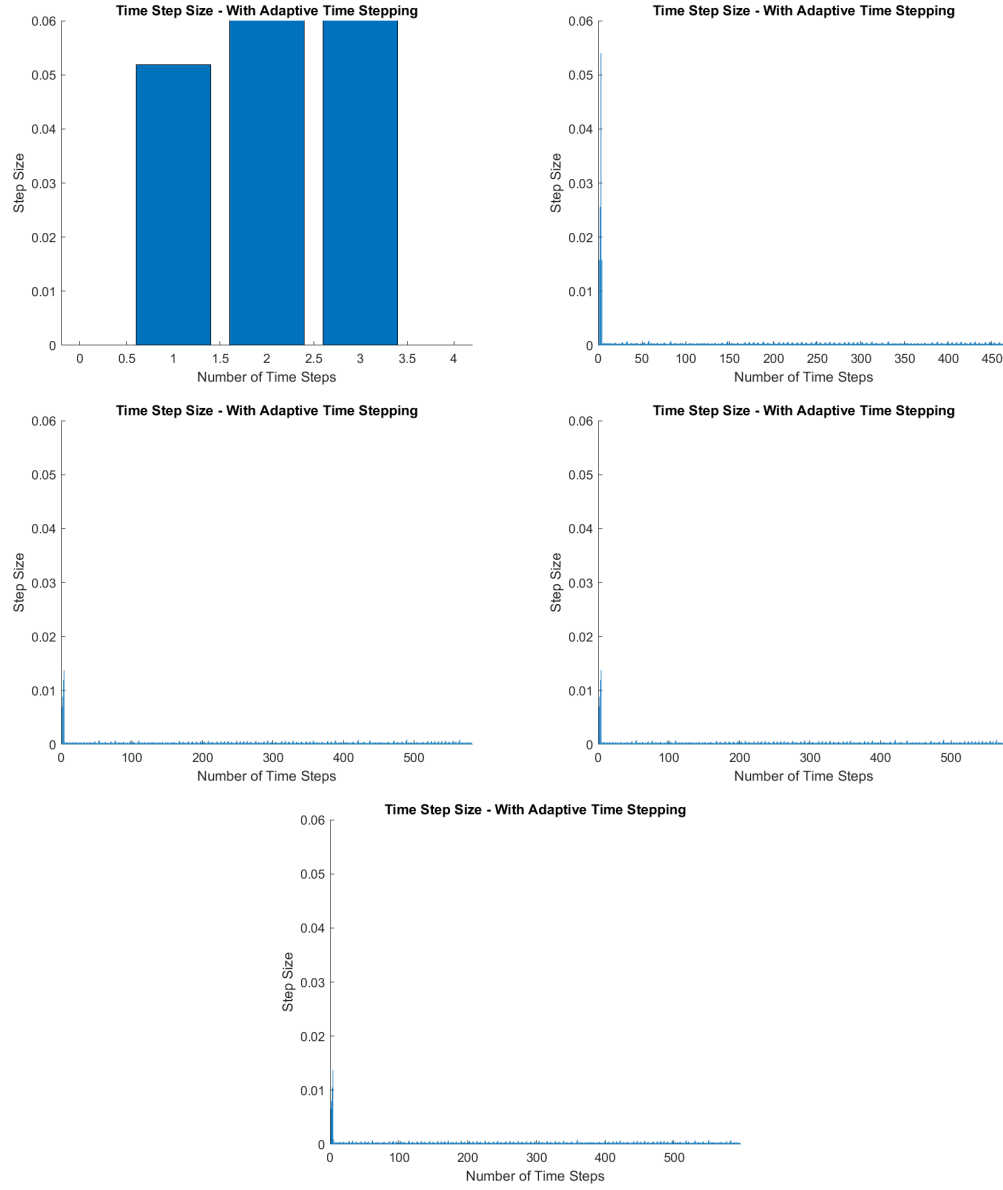 Time Step Size - With Adaptive Time Stepping
0.06
0.05
0.04
0.03
0.02
0.01
0
Step Size
0 0.5 1 1.5 2 2.5 3 3.5 4
Number of Time Steps
Time Step Size - With Adaptive Time Stepping
0.06
0.05
0.04
0.03
0.02
0.01
0
Step Size
0 50 100 150 200 250 300 350 400 450
Number of Time Steps
Time Step Size - With Adaptive Time Stepping
0.06
0.05
0.04
0.03
0.02
0.01
0
Step Size
0 100 200 300 400 500
Number of Time Steps
Time Step Size - With Adaptive Time Stepping
0.06
0.05
0.04
0.03
0.02
0.01
0
Step Size
0 100 200 300 400 500
Number of Time Steps
Time Step Size - With Adaptive Time Stepping
0.06
0.05
0.04
0.03
0.02
0.01
0
Step Size
0 100 200 300 400 500
Number of Time Steps